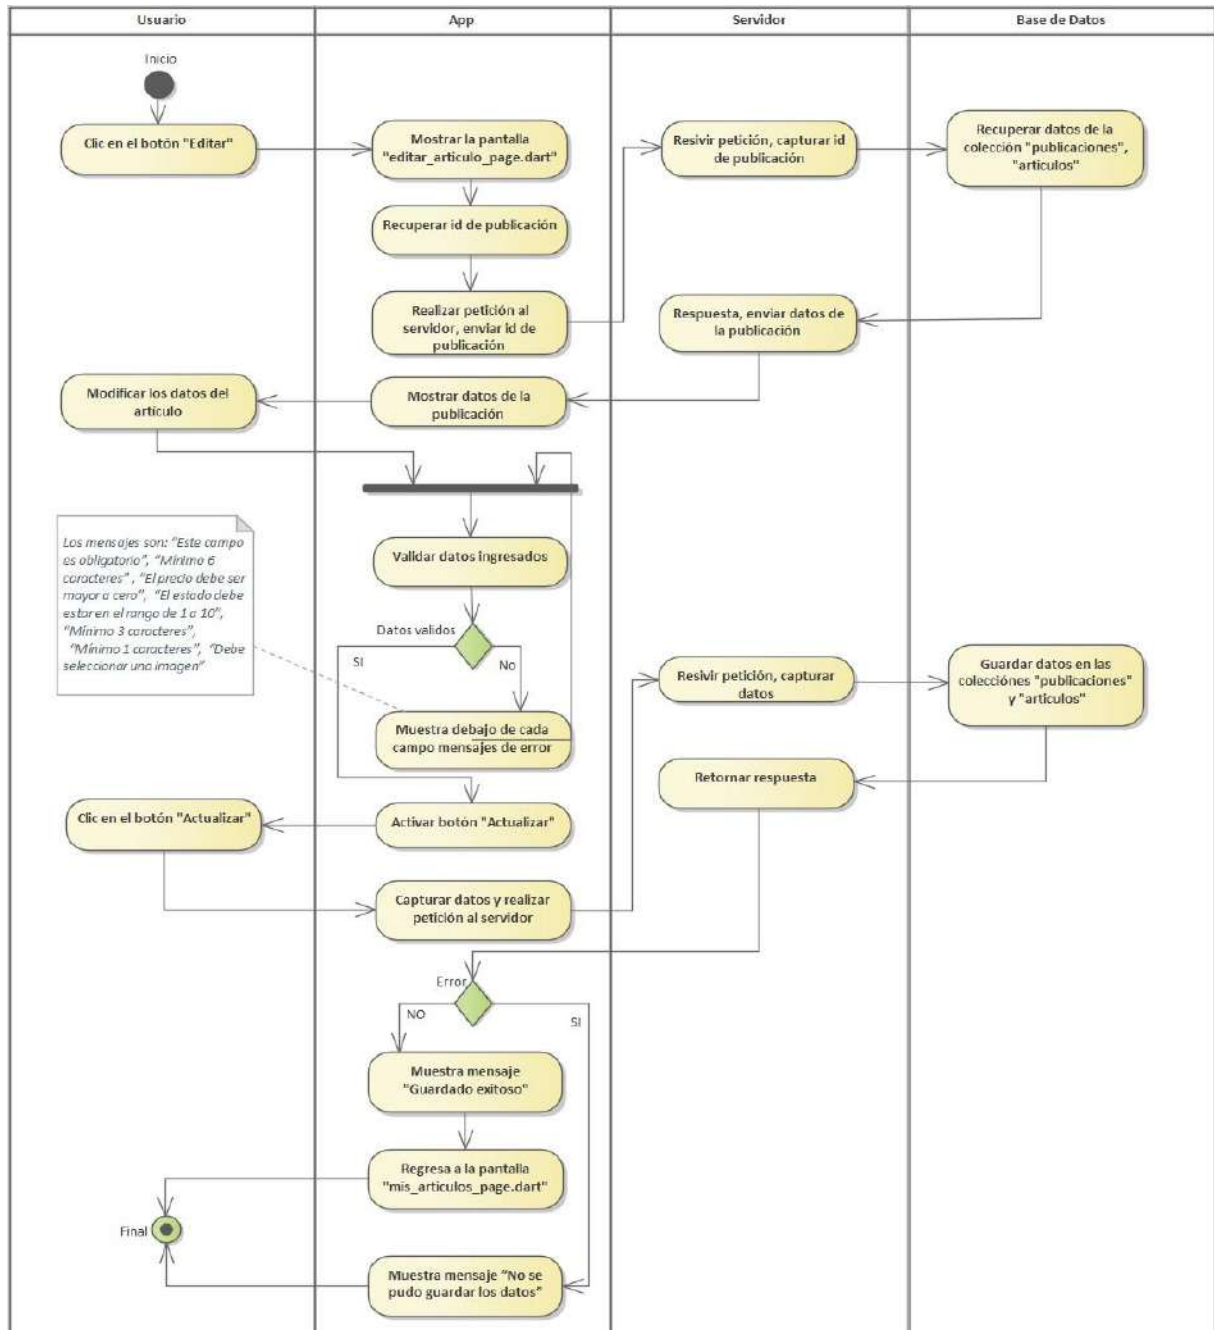 Usuario
App
Servidor
Base de Datos
Inicio
Clic en el botón "Editar"
Mostrar la pantalla
"editar_articulo_page.dart"
Resivir petición, capturar id
de publicación
Recuperar datos de la
colección "publicaciones",
"articulos"
Recuperar id de publicación
Realizar petición al
servidor, enviar id de
publicación
Respuesta, enviar datos de
la publicación
Modificar los datos del
artículo
Mostrar datos de la
publicación
Los mensajes son: "Este campo
es obligatorio", "Mínimo 6
caracteres" , "El precio debe ser
mayor a cero", "El estado debe
estar en el rango de 1 a 10",
"Mínimo 3 caracteres",
"Mínimo 1 caracteres", "Debe
seleccionar una imagen"
Validar datos ingresados
Datos validos
SI
No
Muestra debajo de cada
campo mensajes de error
Resivir petición, capturar
datos
Guardar datos en las
colecciónes "publicaciones"
y "articulos"
Retornar respuesta
Clic en el botón "Actualizar"
Activar botón "Actualizar"
Capturar datos y realizar
petición al servidor
Error
NO
SI
Muestra mensaje
"Guardado exitoso"
Regresa a la pantalla
"mis_articulos_page.dart"
Final
Muestra mensaje "No se
pudo guardar los datos"